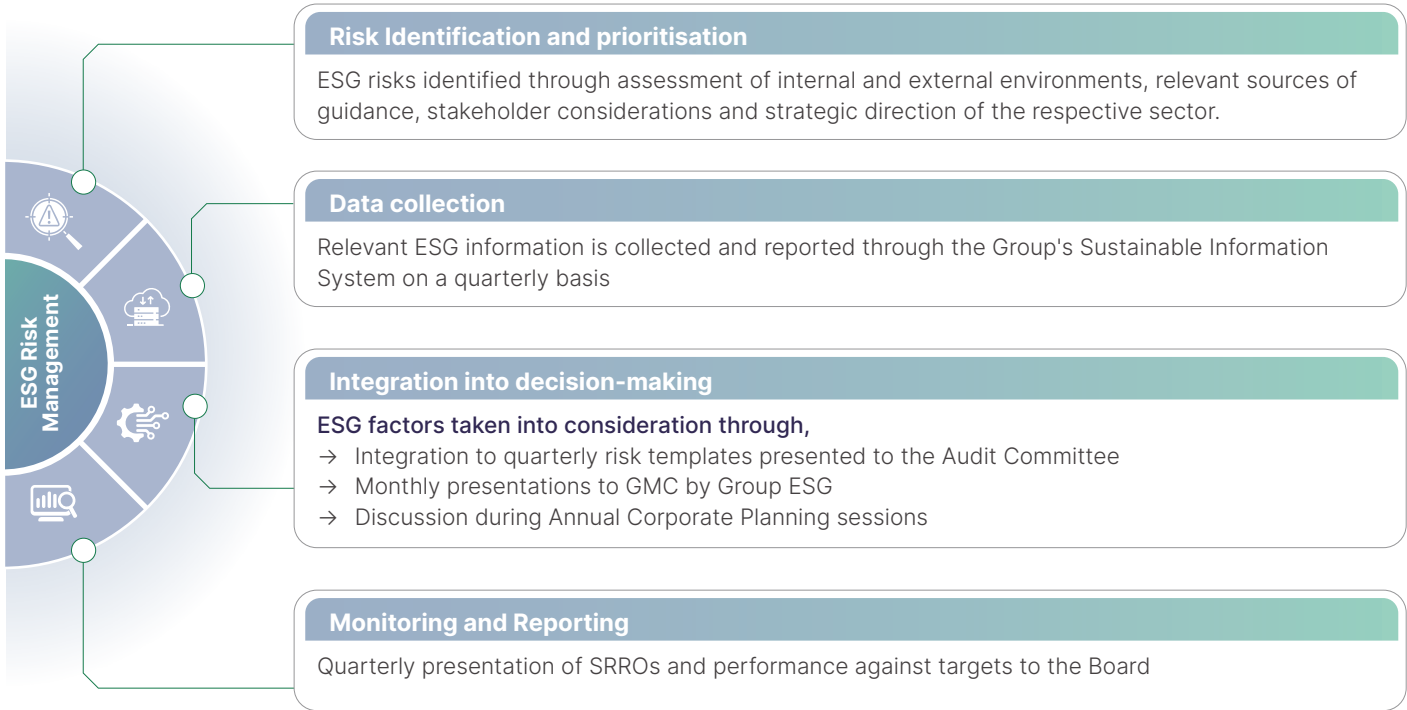 Risk Identification and prioritisation
ESG risks identified through assessment of internal and external environments, relevant sources of
guidance, stakeholder considerations and strategic direction of the respective sector.
Data collection
Relevant ESG information is collected and reported through the Group's Sustainable Information
System on a quarterly basis
ESG Risk
Management
Integration into decision-making
ESG factors taken into consideration through,
→ Integration to quarterly risk templates presented to the Audit Committee
→ Monthly presentations to GMC by Group ESG
→ Discussion during Annual Corporate Planning sessions
Monitoring and Reporting
Quarterly presentation of SRROs and performance against targets to the Board